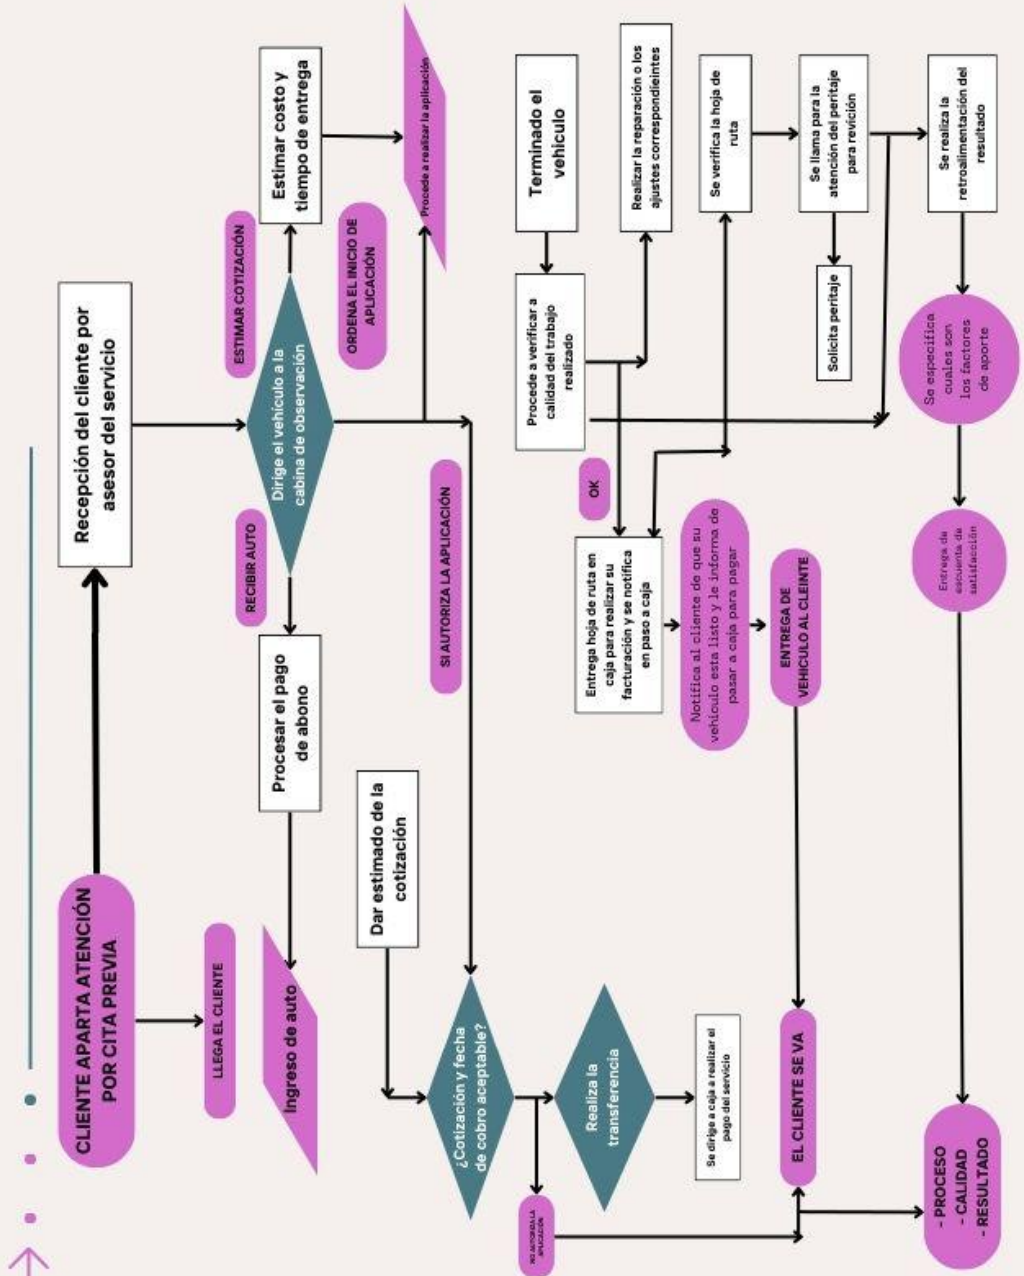 CLIENTE APARTA ATENCIÓN
POR CITA PREVIA
LLEGA EL CLIENTE
Recepción del cliente por
asesor del servicio
Ingreso de auto
Procesar el pago
de abono
RECIBIR AUTO
Dirige el vehículo a la
cabina de observación
ESTIMAR COTIZACIÓN
Estimar costo y
tiempo de entrega
ORDENA EL INICIO DE
APLICACIÓN
Procede a realizar la aplicación
Dar estimado de la
cotización
SI AUTORIZA LA APLICACIÓN
¿Cotización y fecha
de cobro aceptable?
NO AUTORIZA LA
APLICACIÓN
Realiza la
transferencia
Se dirige a caja a realizar el
pago del servicio
Terminado el
vehiculo
Procede a verificar a
calidad del trabajo
realizado
Realizar la reparación o los
ajustes correspondieintes
OK
Entrega hoja de ruta en
caja para realizar su
facturación y se notifica
en paso a caja
Se verifica la hoja de
ruta
Notifica al cliente de que su
vehiculo esta listo y le informa de
pasar a caja para pagar
Se llama para la
atención del peritaje
para revición
Solicita peritaje
ENTREGA DE
VEHICULO AL CLEINTE
EL CLIENTE SE VA
Se realiza la
retroalimentación del
resultado
Se especifica
cuales son
los factores
de aporte
Entrega de
escuenta de
satisfacción
- PROCESO
- CALIDAD
- RESULTADO